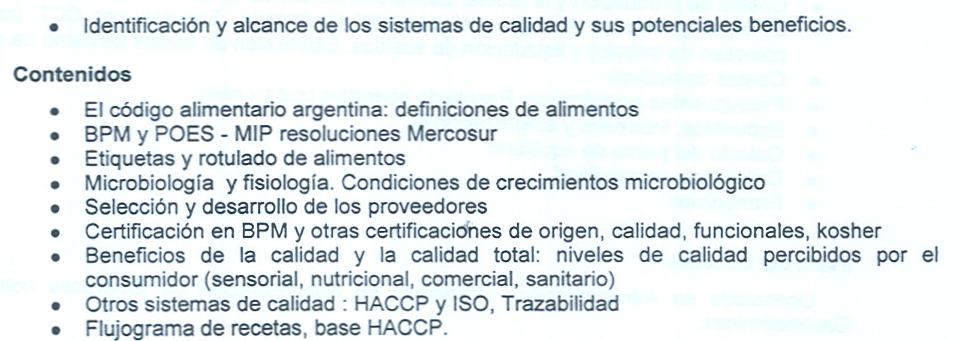 • Identificación y alcance de los sistemas de calidad y sus potenciales beneficios.
Contenidos
• El código alimentario argentina: definiciones de alimentos
• BPM y POES - MIP resoluciones Mercosur
• Etiquetas y rotulado de alimentos
• Microbiología y fisiología. Condiciones de crecimientos microbiológico
• Selección y desarrollo de los proveedores
• Certificación en BPM y otras certificaciones de origen, calidad, funcionales, kosher
• Beneficios de la calidad y la calidad total: niveles de calidad percibidos por el
consumidor (sensorial, nutricional, comercial, sanitario)
• Otros sistemas de calidad : HACCP y ISO, Trazabilidad
• Flujograma de recetas, base HACCP.